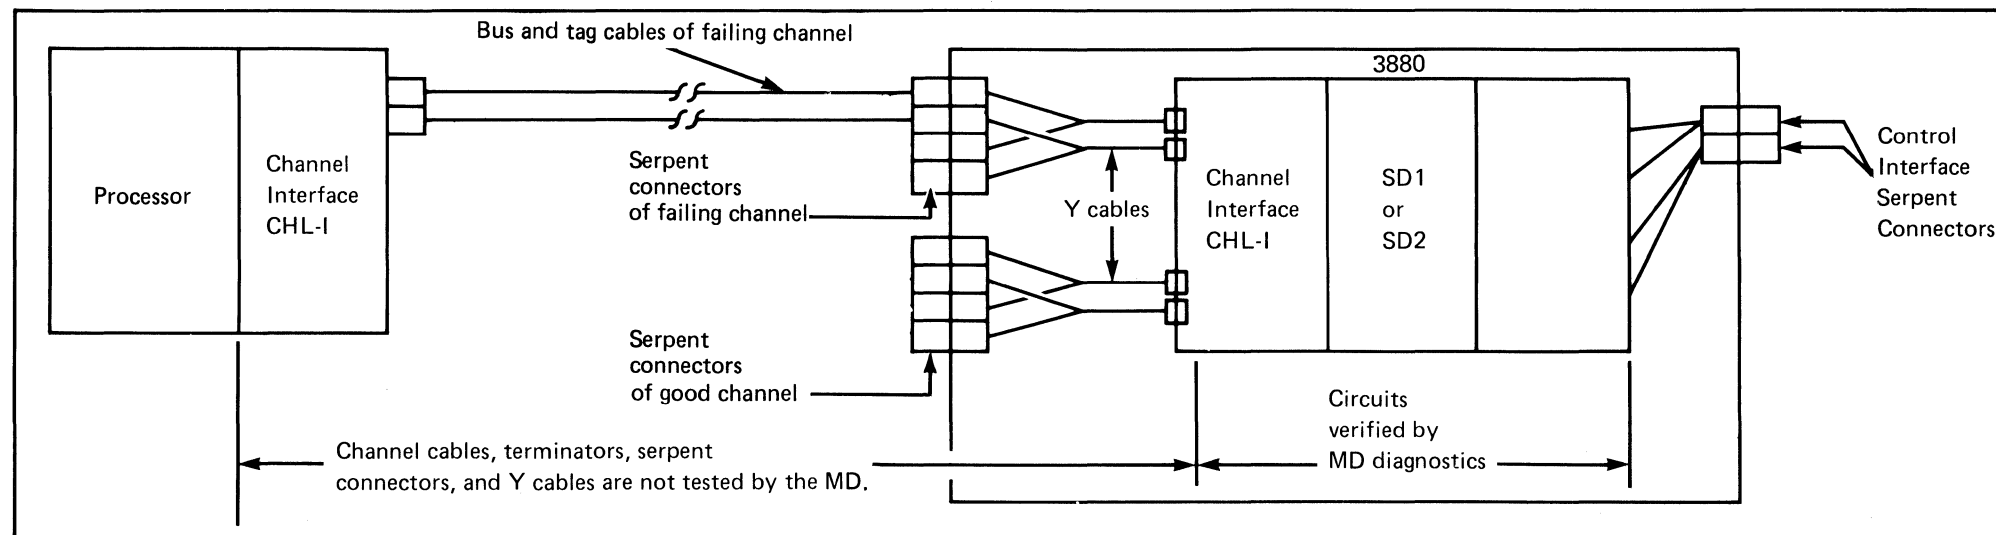 Bus and tag cables of failing channel
3880
Processor
Channel
Interface
CHL-I
Serpent
connectors
of failing channel
Y cables
Channel
Interface
CHL-I
SD1
or
SD2
Control
Interface
Serpent
Connectors
Serpent
connectors
of good channel
Circuits
verified by
MD diagnostics
Channel cables, terminators, serpent
connectors, and Y cables are not tested by the MD.